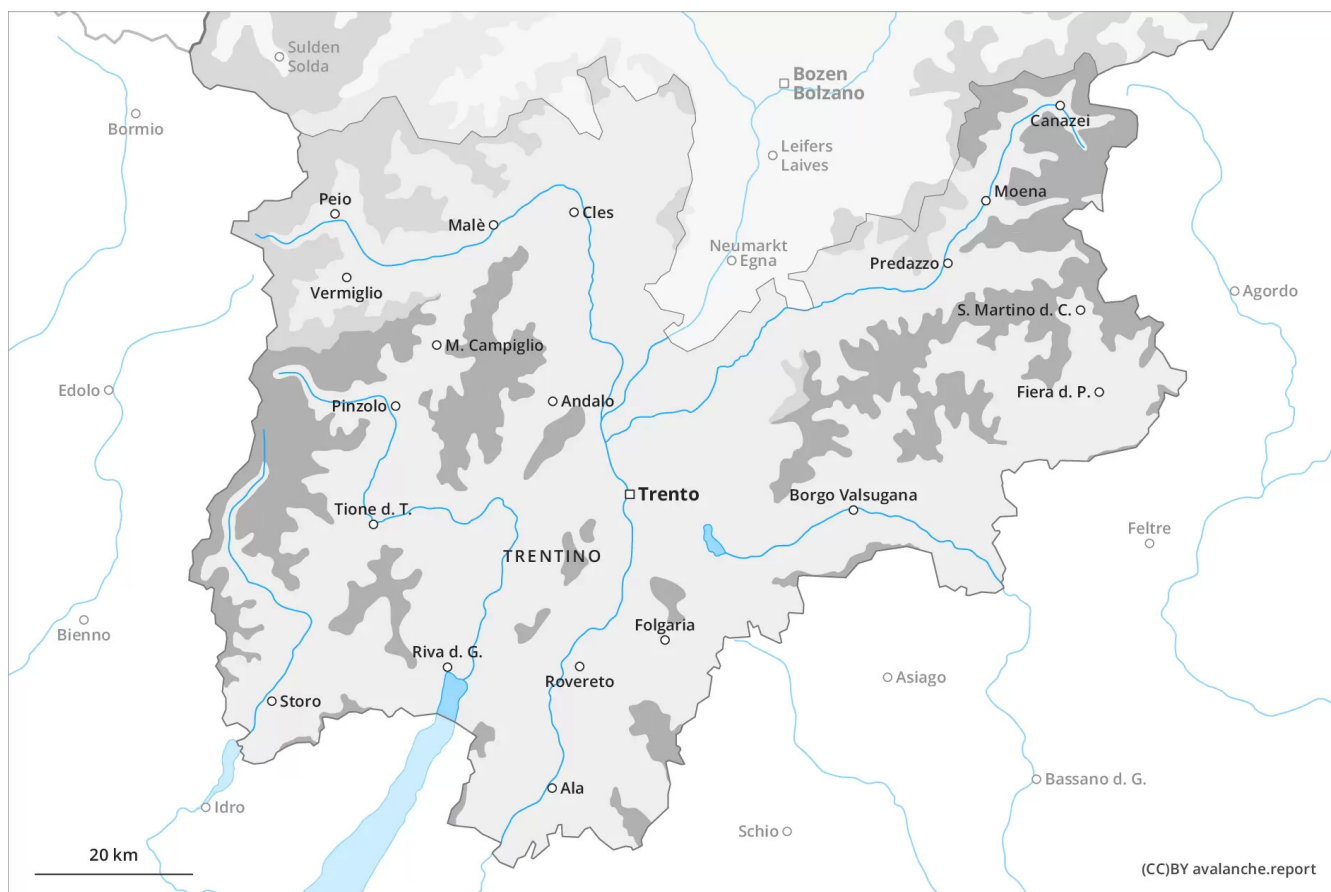 Sulden
Solda
Bozen
Bolzano
Bormio
Canazei
Leifers
Laives
Moena
Peio
Malè
Cles
Neumarkt
Egna
Predazzo
Vermiglio
Agordo
S. Martino d. C.
M. Campiglio
Edolo
Pinzolo
Andalo
Fiera d. P.
Trento
Borgo Valsugana
Tione d. T.
Feltre
TRENTINO
Bienno
Folgaria
Riva d. G.
Rovereto
Asiago
Storo
Bassano d. G.
Ala
Idro
Schio
20 km
(CC)BY avalanche.report